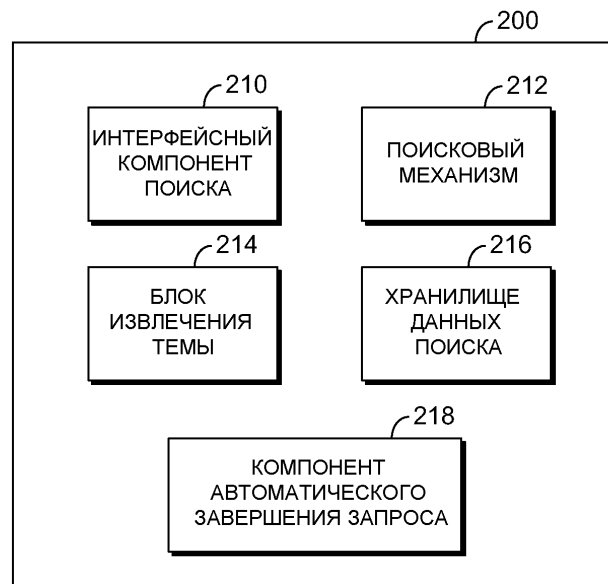 200
210
ИНТЕРФЕЙСНЫЙ
КОМПОНЕНТ
ПОИСКА
212
ПОИСКОВЫЙ
МЕХАНИЗМ
214
БЛОК
ИЗВЛЕЧЕНИЯ
ТЕМЫ
216
ХРАНИЛИЩЕ
ДАННЫХ
ПОИСКА
218
КОМПОНЕНТ
АВТОМАТИЧЕСКОГО
ЗАВЕРШЕНИЯ ЗАПРОСА